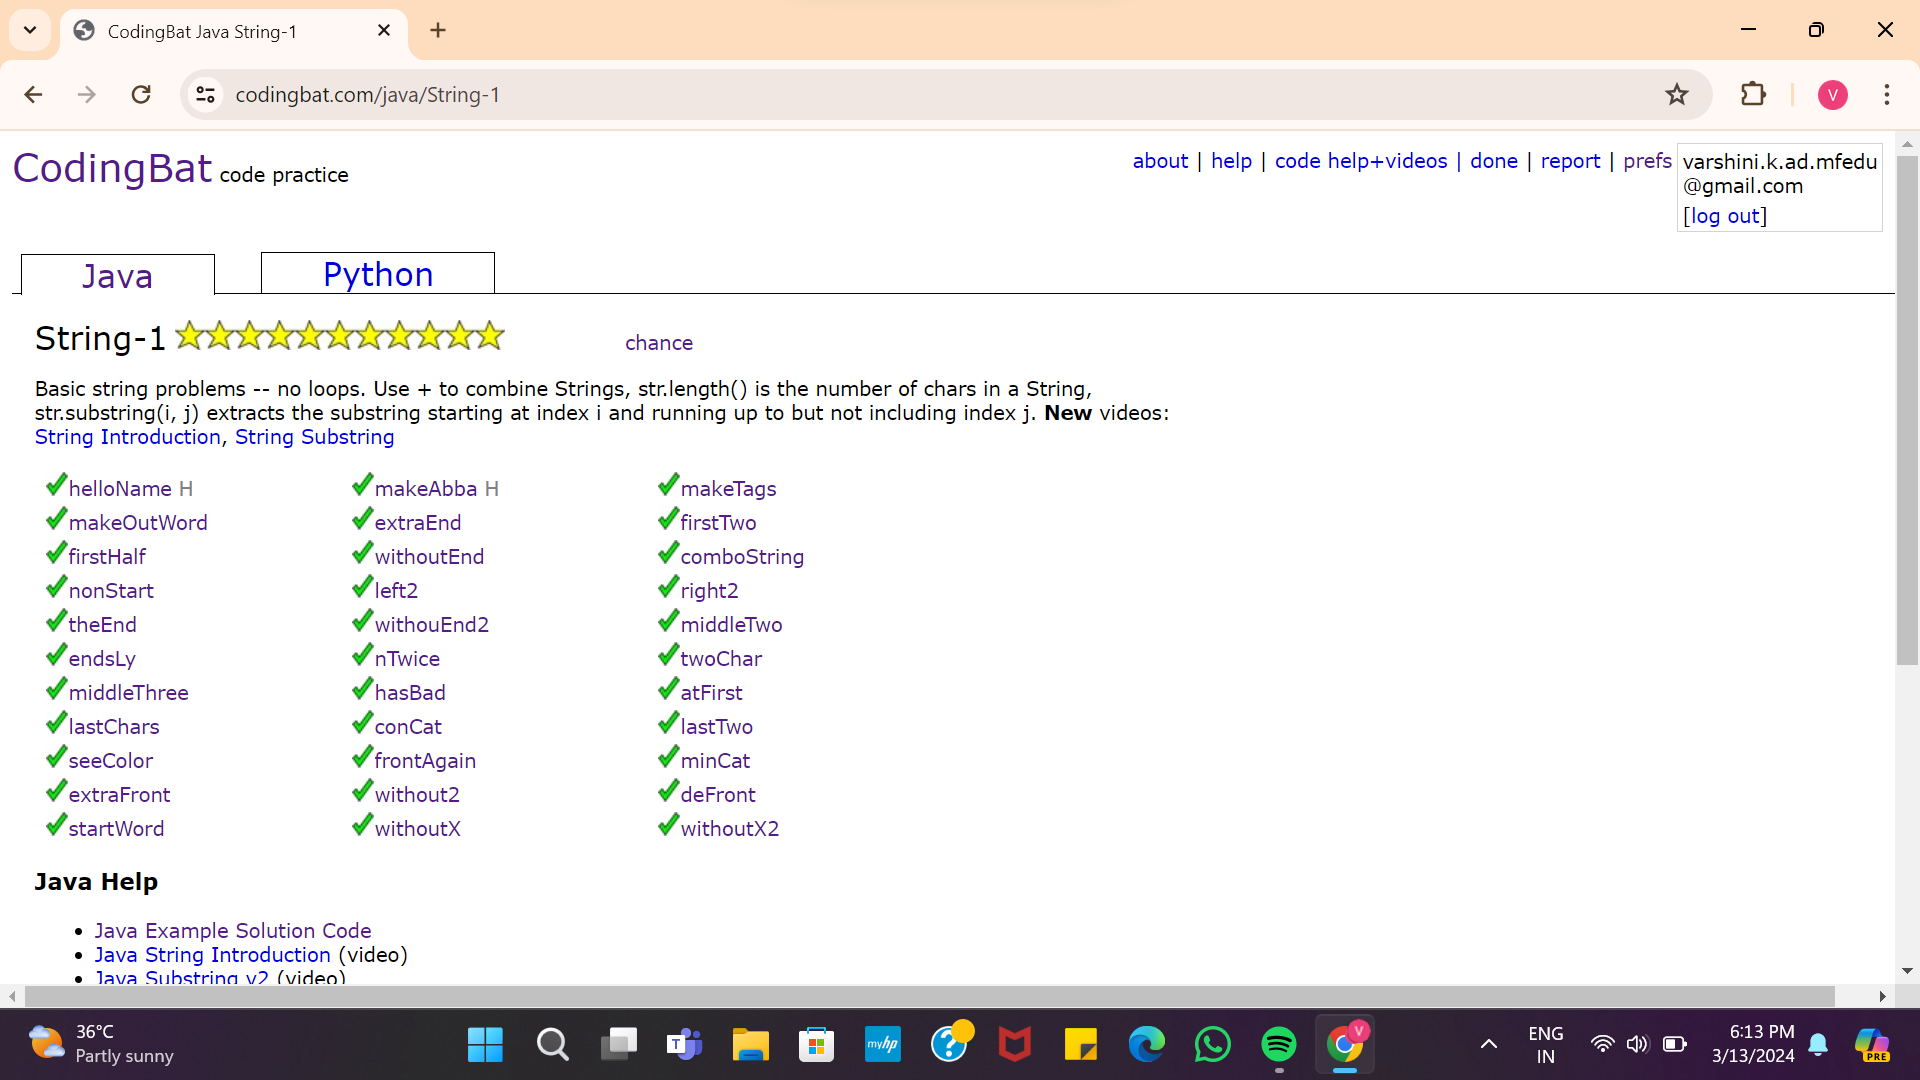 CodingBat Java String-1
codingbat.com/java/String-1
V
CodingBat code practice
about | help | code help+videos | done | report | prefs
varshini.k.ad.mfedu
@gmail.com
[log out]
Java
Python
String-1
chance
Basic string problems -- no loops. Use + to combine Strings, str.length() is the number of chars in a String,
str.substring(i, j) extracts the substring starting at index i and running up to but not including index j. New videos:
String Introduction, String Substring
helloName H makeAbba H makeTags
makeOutWord extraEnd firstTwo
firstHalf withoutEnd comboString
nonStart left2 right2
theEnd withouEnd2 middleTwo
endsLy nTwice twoChar
middleThree hasBad atFirst
lastChars conCat lastTwo
seeColor frontAgain minCat
extraFront without2 deFront
startWord withoutX withoutX2
Java Help
Java Example Solution Code
Java String Introduction (video)
Java Substring v2 (video)
36°C
Partly sunny
T
myhp
?
V
ENG
IN
6:13 PM
3/13/2024
PRE